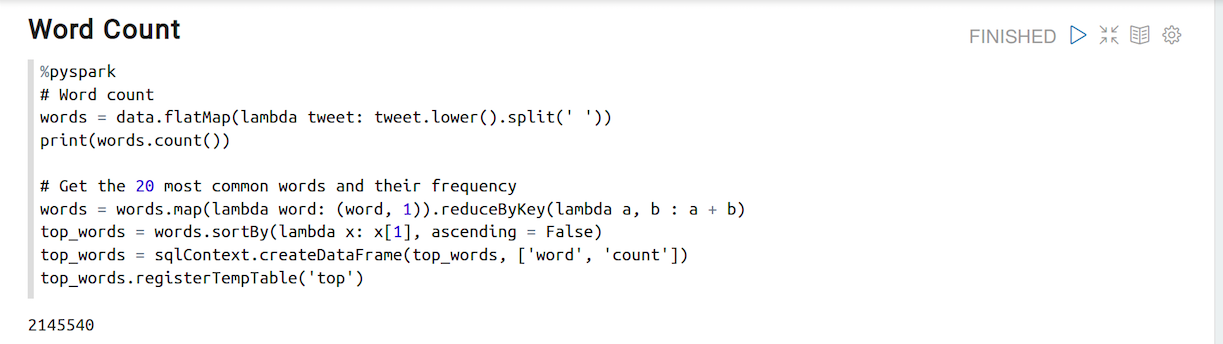 Word Count
FINISHED
%pyspark
# Word count
words = data.flatMap(lambda tweet: tweet.lower().split(' '))
print(words.count())
# Get the 20 most common words and their frequency
words = words.map(lambda word: (word, 1)).reduceByKey(lambda a, b : a + b)
top_words = words.sortBy(lambda x: x[1], ascending = False)
top_words = sqlContext.createDataFrame(top_words, ['word', 'count'])
top_words.registerTempTable('top')
2145540